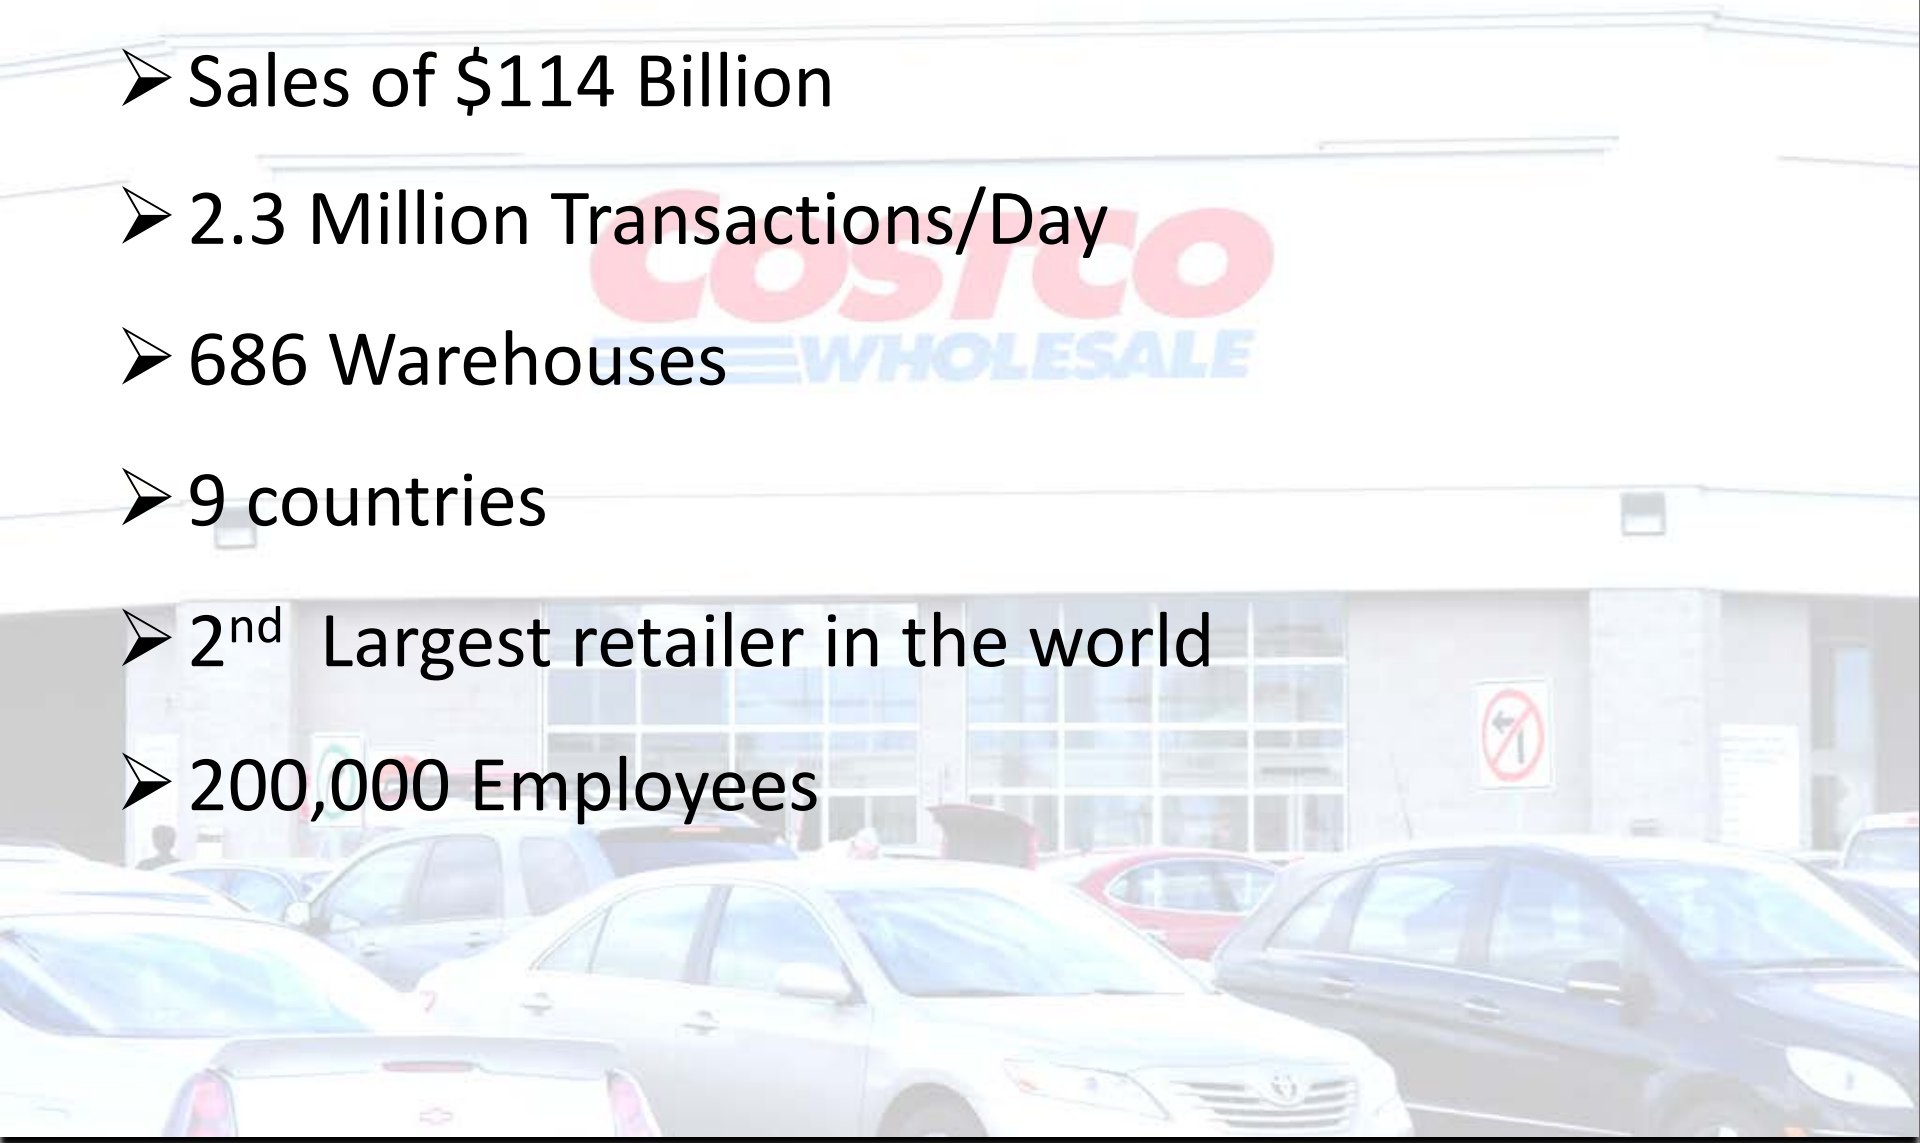 ➢ Sales of $114 Billion
➢ 2.3 Million Transactions/Day
COSTCO
➢ 686 Warehouses
WHOLESALE
➢ 9 countries
➢ 2nd Largest retailer in the world
➢ 200,000 Employees